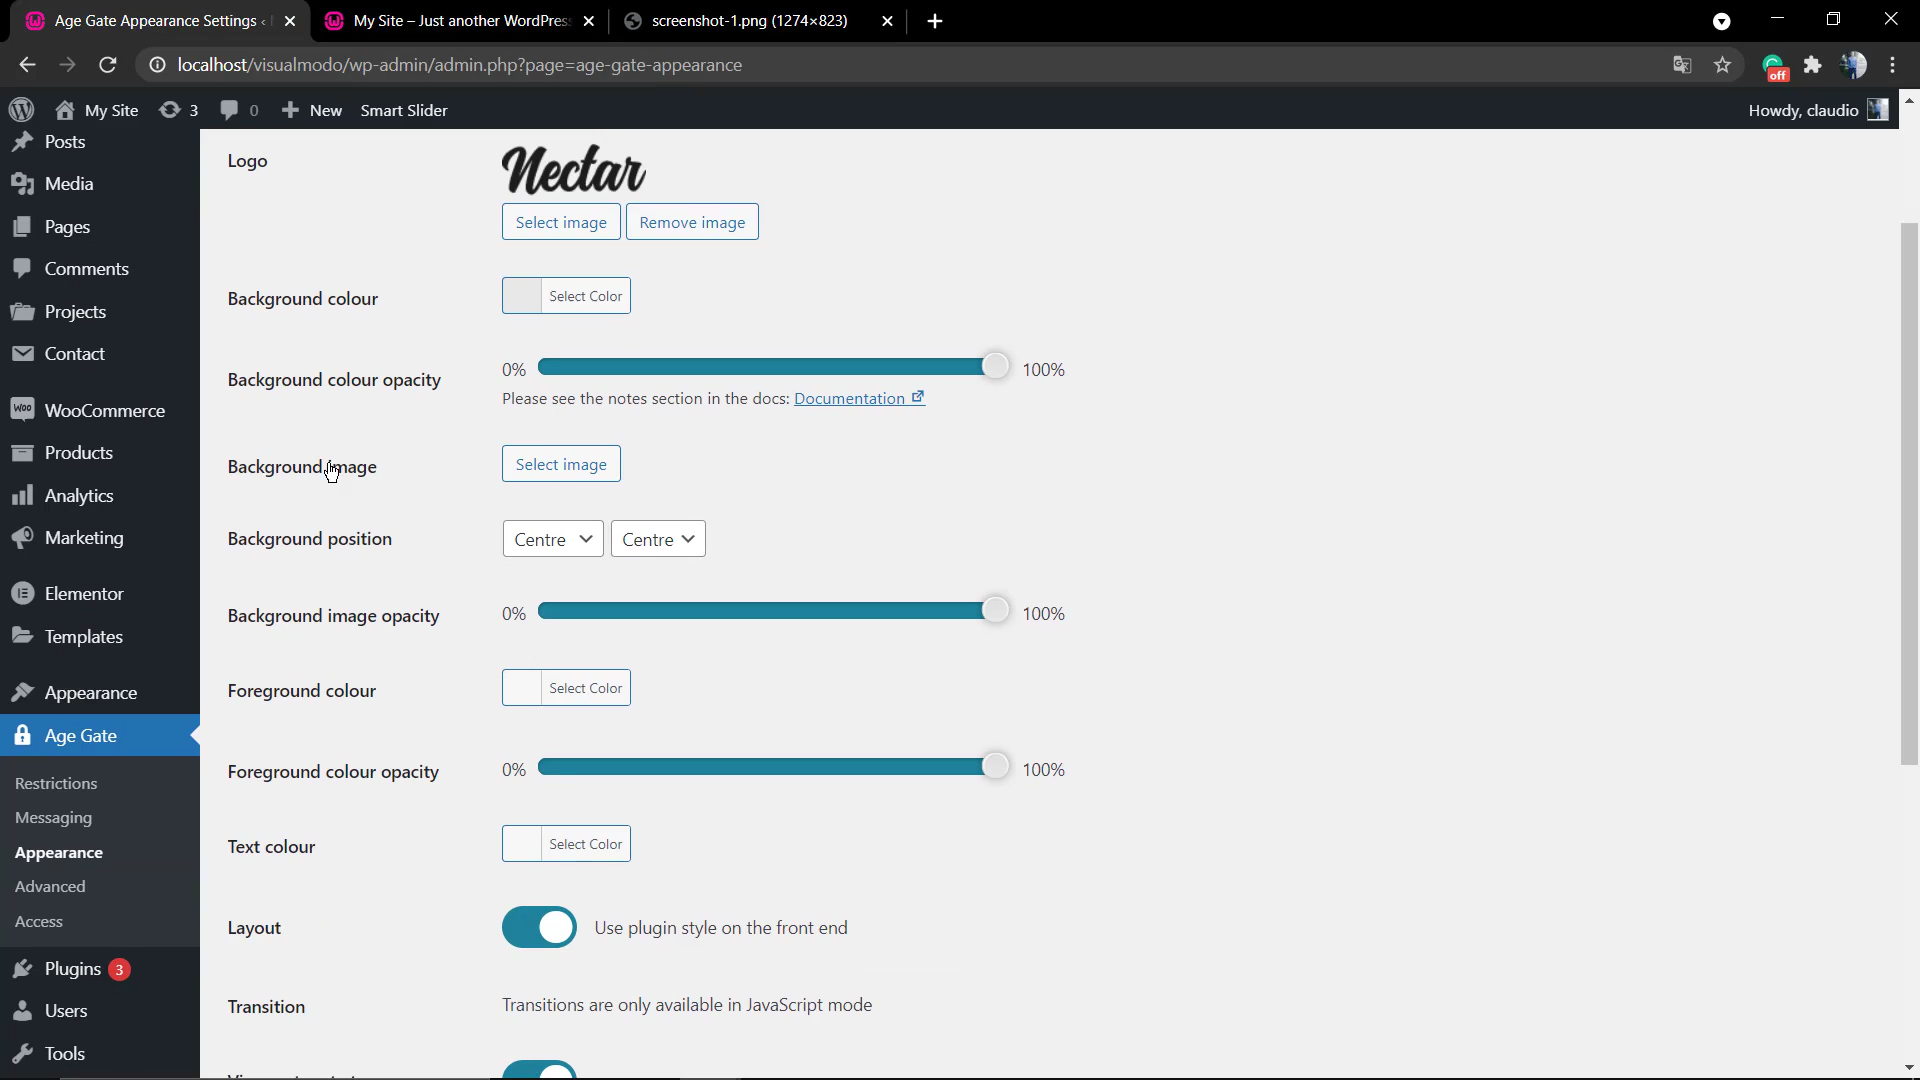 Age Gate Appearance Settings ‹
My Site – Just another WordPress
screenshot-1.png (1274×823)
localhost/visualmodo/wp-admin/admin.php?page=age-gate-appearance
off
My Site
3
0
New
Smart Slider
Howdy, claudio
Posts
Media
Pages
Comments
Projects
Contact
WooCommerce
Products
Analytics
Marketing
Elementor
Templates
Appearance
Age Gate
Restrictions
Messaging
Appearance
Advanced
Access
Plugins 3
Users
Tools
Logo
Nectar
Select image
Remove image
Background colour
Select Color
Background colour opacity
0%
100%
Please see the notes section in the docs: Documentation
Background image
Select image
Background position
Centre
Centre
Background image opacity
0%
100%
Foreground colour
Select Color
Foreground colour opacity
0%
100%
Text colour
Select Color
Layout
Use plugin style on the front end
Transition
Transitions are only available in JavaScript mode